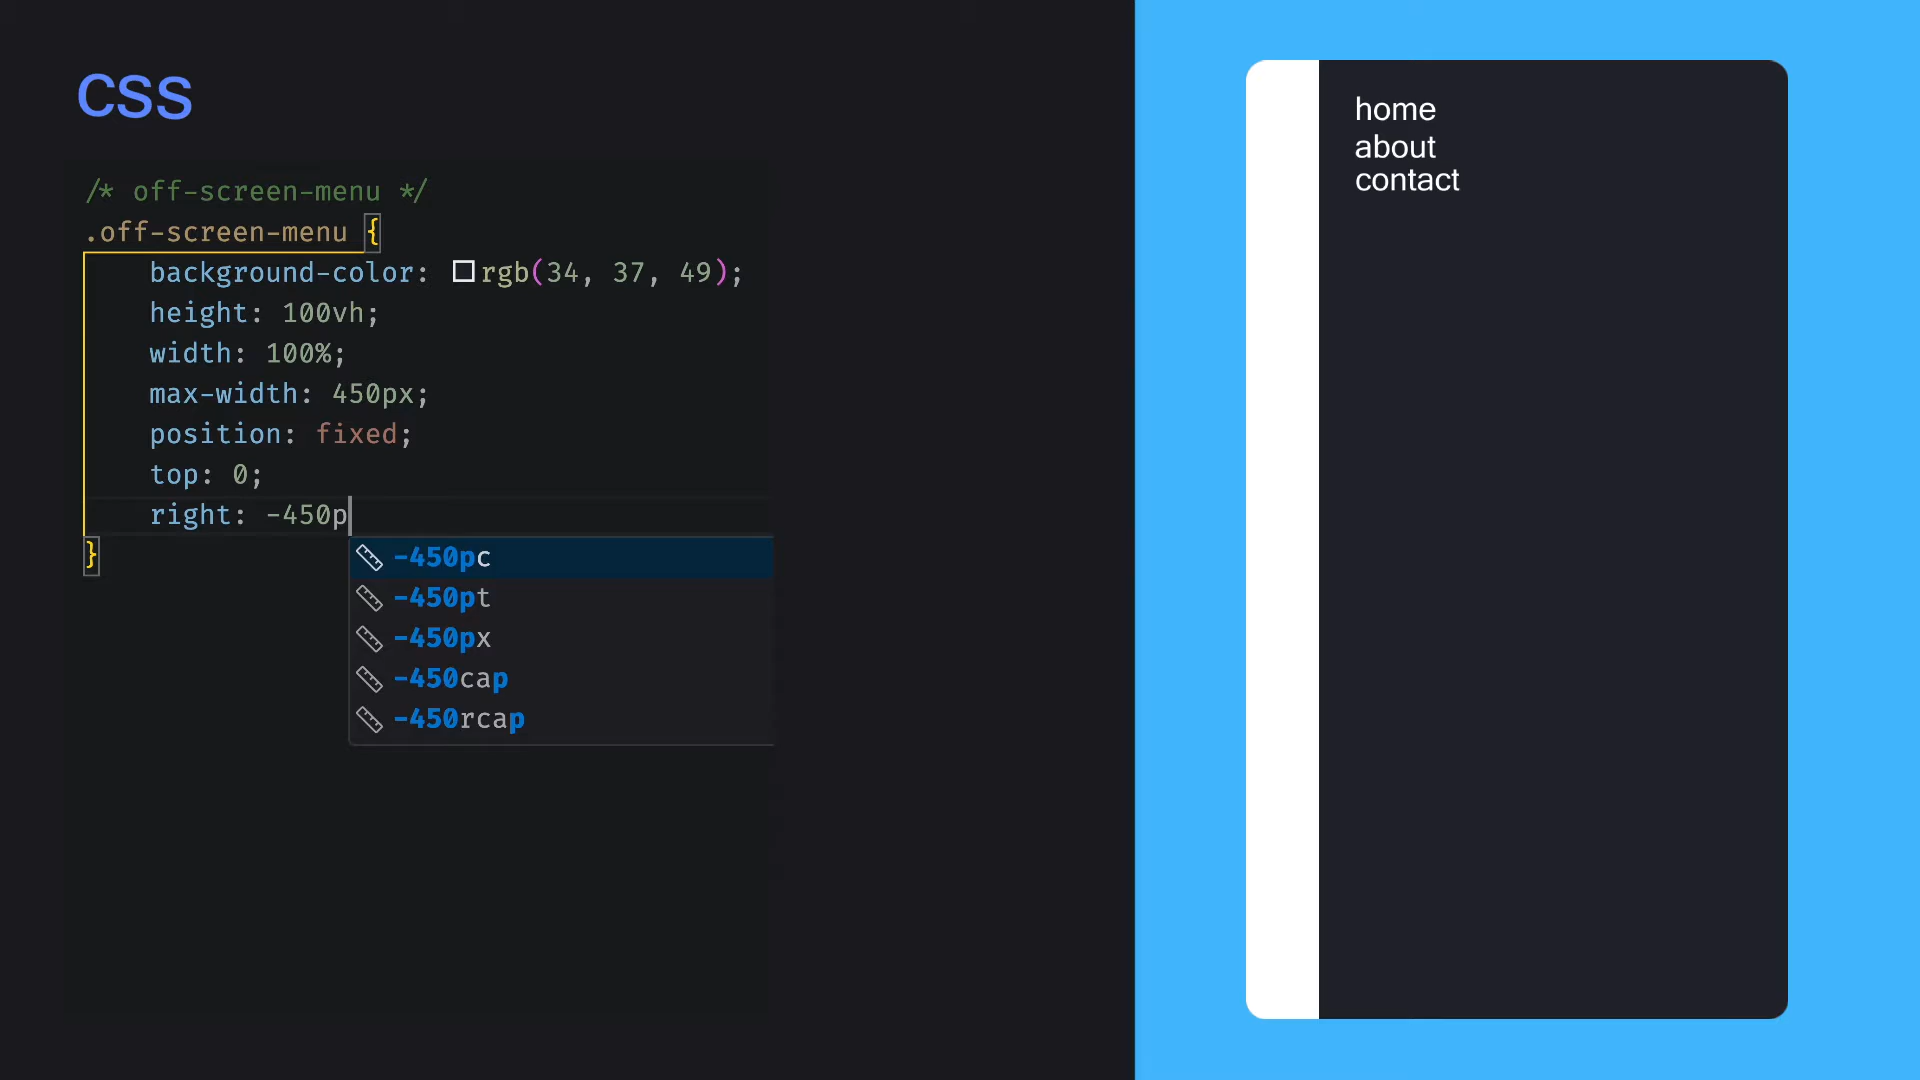 CSS
/* off-screen-menu */
.off-screen-menu {
background-color: rgb(34, 37, 49);
height: 100vh;
width: 100%;
max-width: 450px;
position: fixed;
top: 0;
right: -450p
}
-450pc
-450pt
-450px
-450cap
-450rcap
home
about
contact